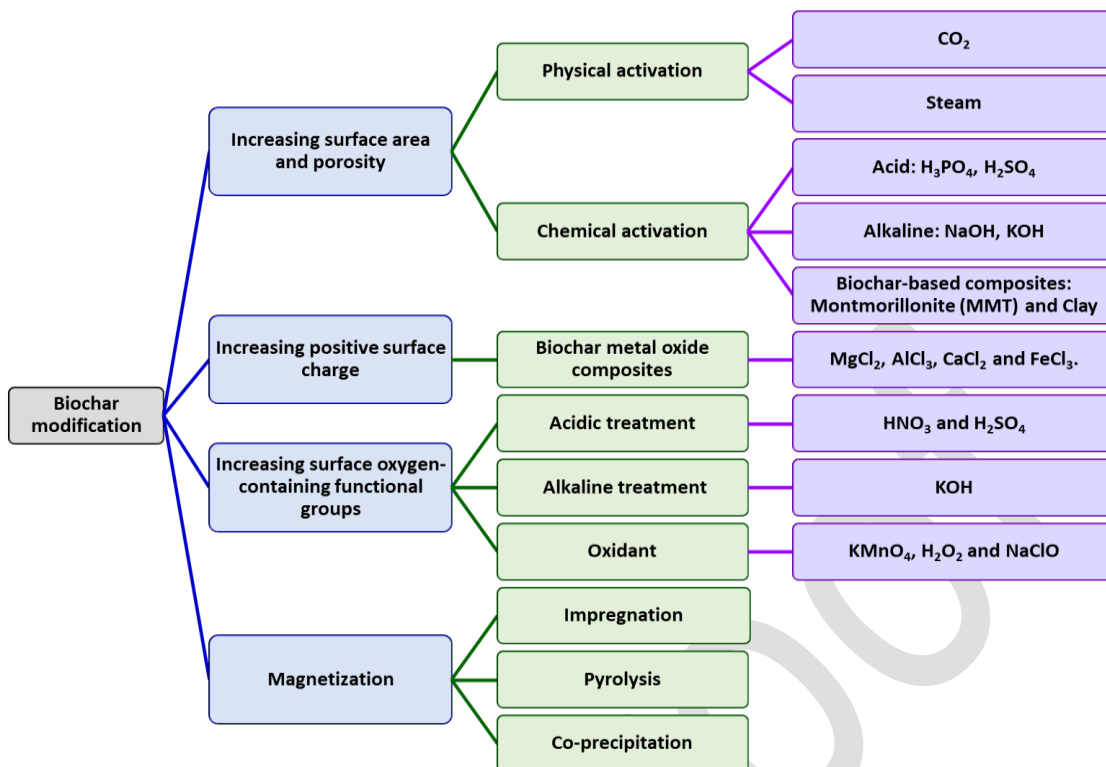 CO₂
Physical activation
Steam
Increasing surface area
and porosity
Acid: H₃PO₄, H₂SO₄
Chemical activation
Alkaline: NaOH, KOH
Biochar-based composites:
Montmorillonite (MMT) and Clay
Increasing positive surface
charge
Biochar metal oxide
composites
MgCl₂, AlCl₃, CaCl₂ and FeCl₃.
Biochar
modification
Acidic treatment
HNO₃ and H₂SO₄
Increasing surface oxygen-
containing functional
groups
Alkaline treatment
KOH
Oxidant
KMnO₄, H₂O₂ and NaClO
Impregnation
Magnetization
Pyrolysis
Co-precipitation